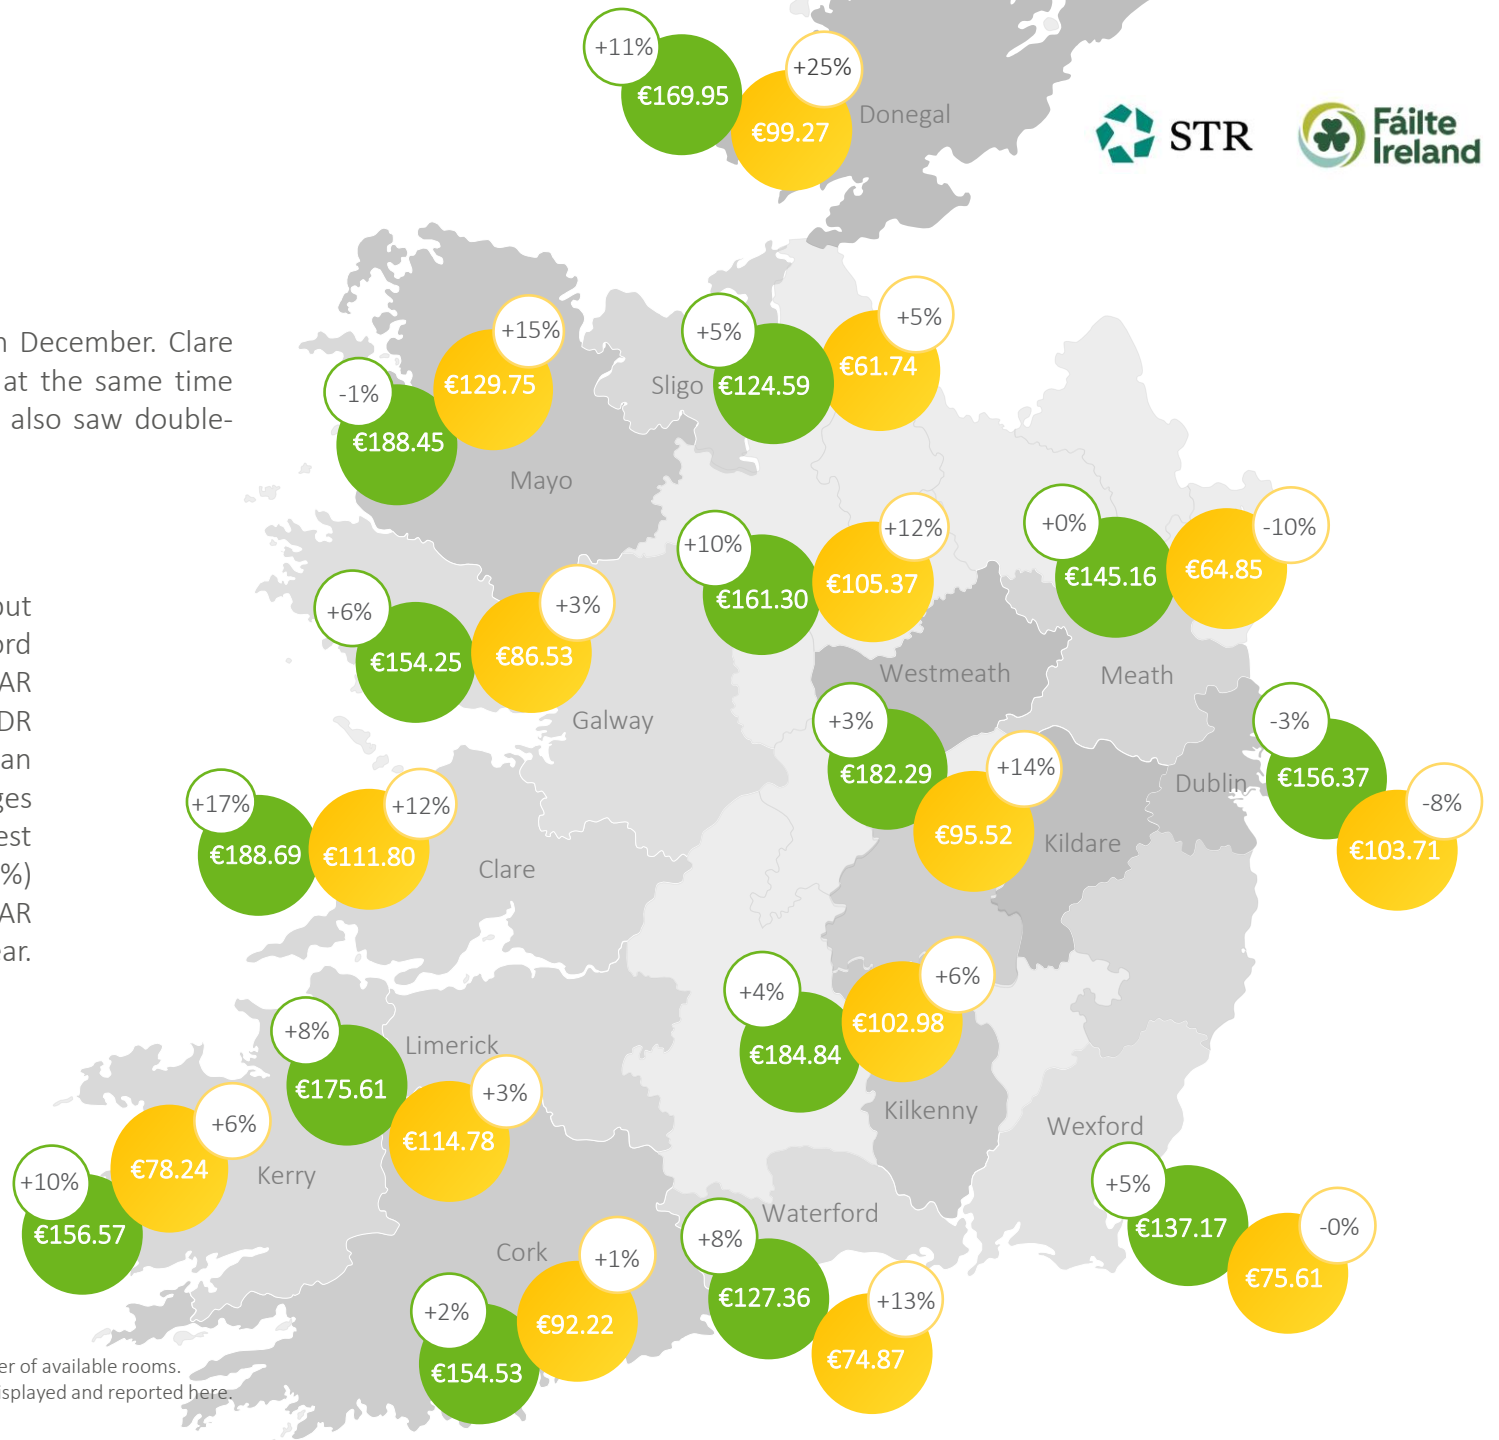 +11%
€169.95
+25%
€99.27
Donegal
STR
Fáilte
Ireland
n December. Clare
at the same time
also saw double-
+15%
€129.75
-1%
€188.45
Mayo
+5%
€124.59
+5%
€61.74
Sligo
+10%
€161.30
+12%
€105.37
+0%
€145.16
-10%
€64.85
out
ord
AR
DR
an
ges
est
%)
AR
ear.
+6%
€154.25
+3%
€86.53
Galway
Westmeath
Meath
+3%
€182.29
+14%
€95.52
Kildare
Dublin
-3%
€156.37
-8%
€103.71
+17%
€188.69
+12%
€111.80
Clare
+4%
€184.84
+6%
€102.98
Kilkenny
+8%
€175.61
Limerick
+3%
€114.78
+6%
€78.24
+10%
€156.57
Kerry
Wexford
+5%
€137.17
-0%
€75.61
Waterford
+8%
€127.36
+13%
€74.87
Cork
+1%
€92.22
+2%
€154.53
er of available rooms.
isplayed and reported here.